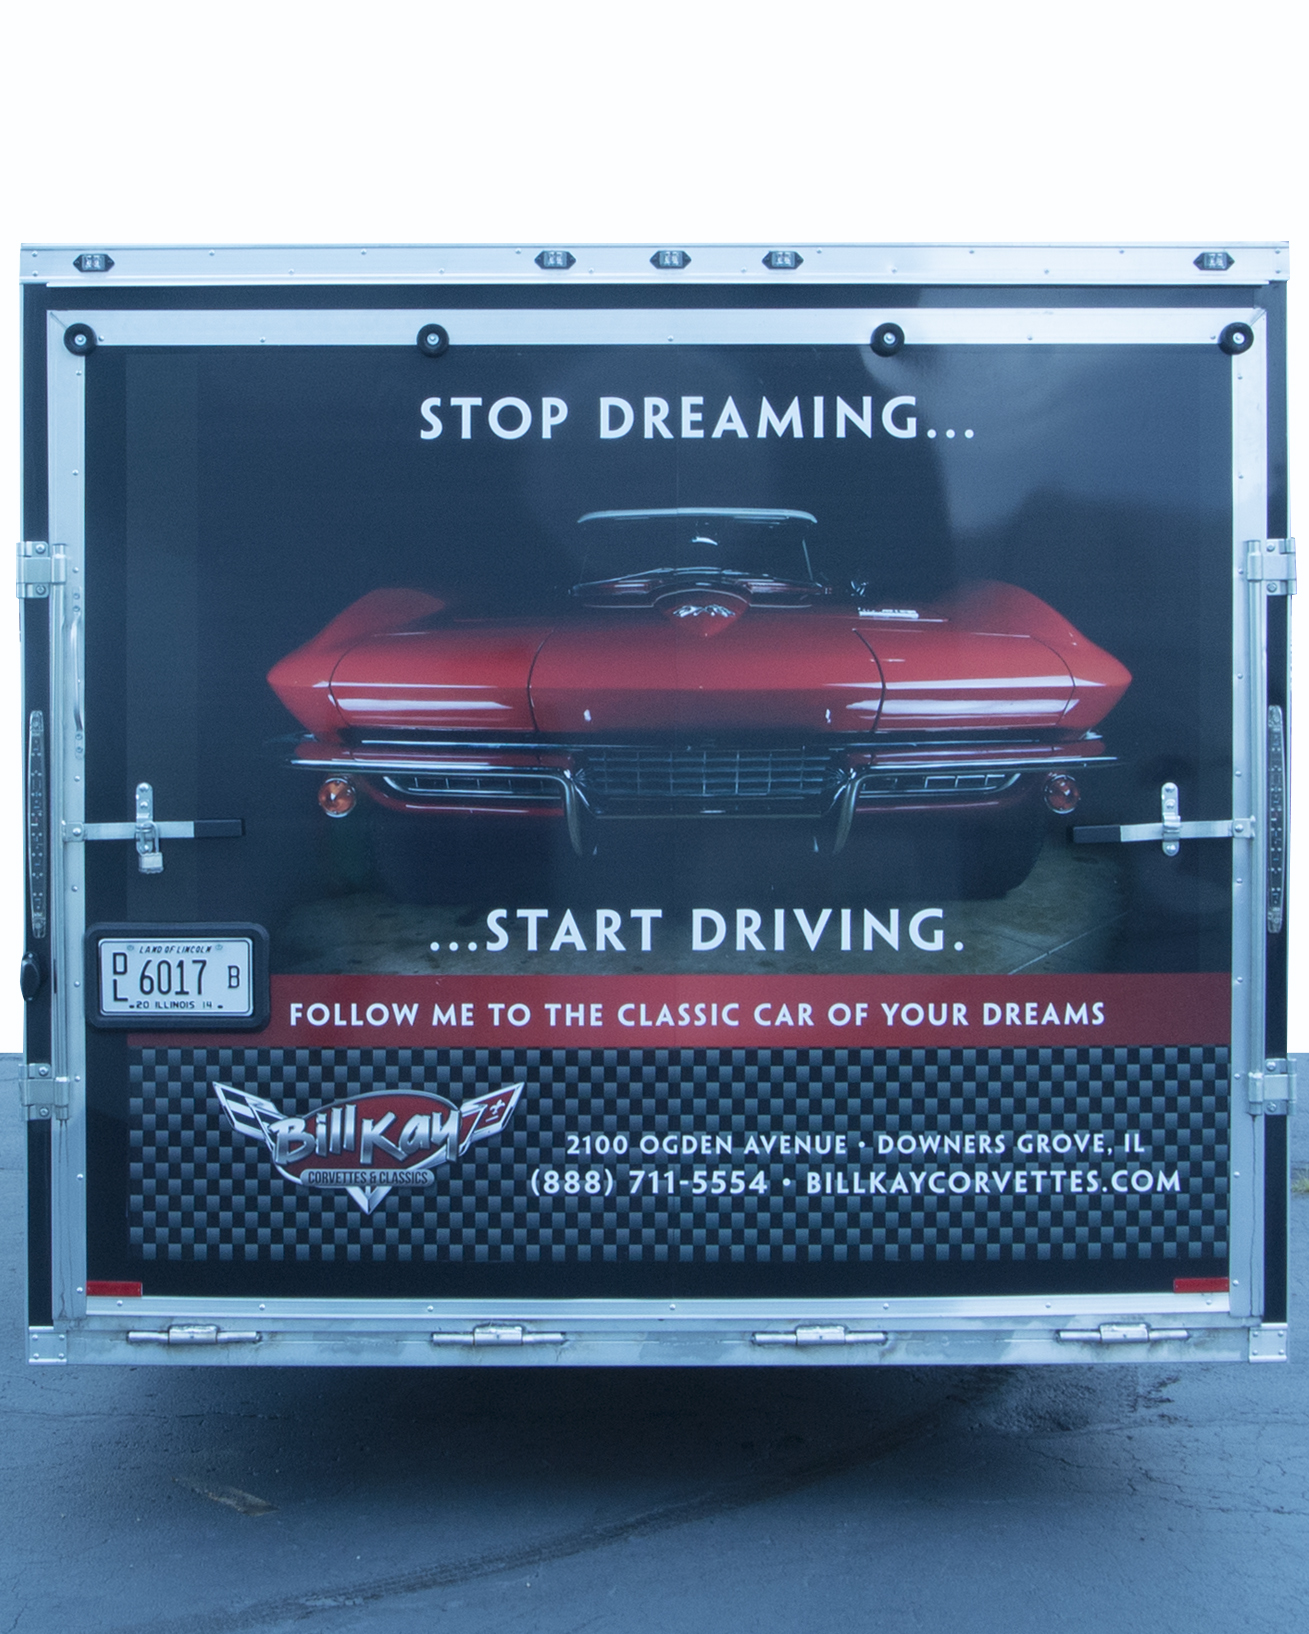 STOP DREAMING...
...START DRIVING.
LAND OF LINCOLN
DL 6017 B
20 ILLINOIS 14
FOLLOW ME TO THE CLASSIC CAR OF YOUR DREAMS
Bill Kay
CORVETTES & CLASSICS
2100 OGDEN AVENUE • DOWNERS GROVE, IL
(888) 711-5554 • BILLKAYCORVETTES.COM